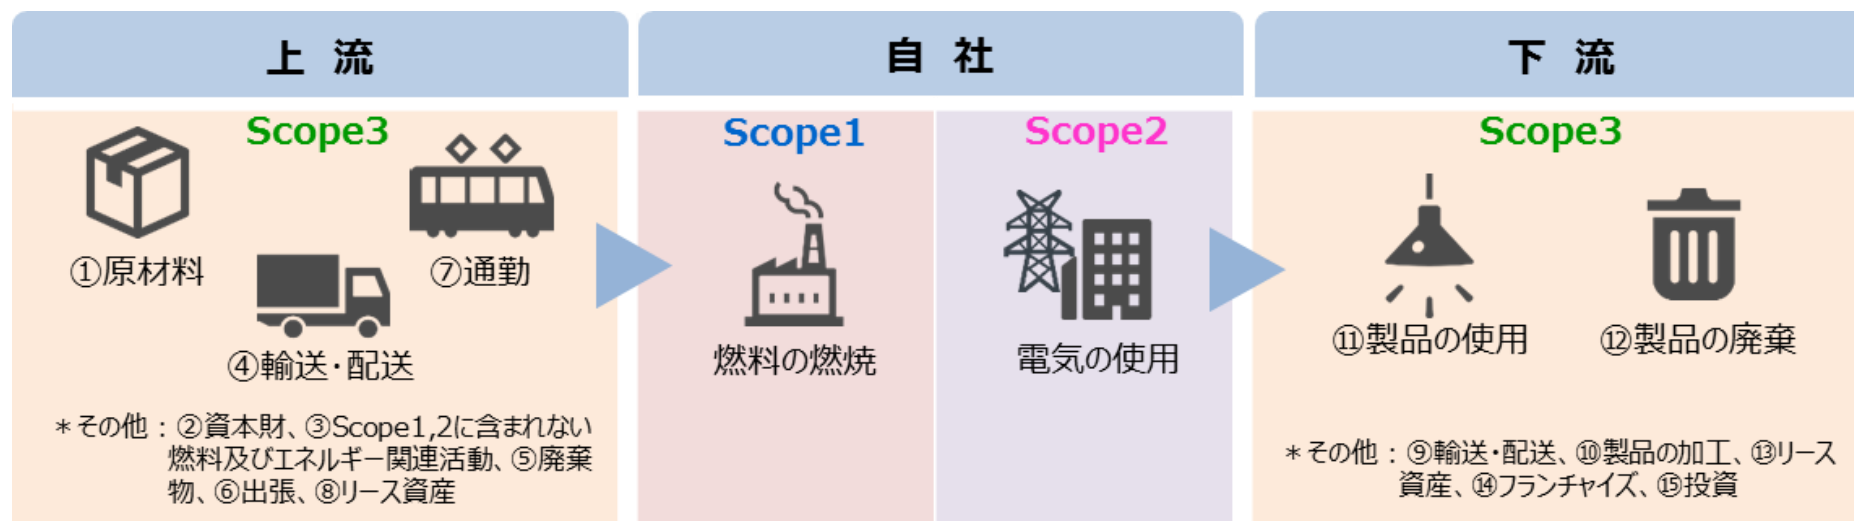 上 流
自 社
下 流
Scope3
①原材料
⑦通勤
④輸送・配送
＊その他：②資本財、③Scope1,2に含まれない
燃料及びエネルギー関連活動、⑤廃棄
物、⑥出張、⑧リース資産
Scope1
燃料の燃焼
Scope2
電気の使用
Scope3
⑪製品の使用
⑫製品の廃棄
＊その他：⑨輸送・配送、⑩製品の加工、⑬リース
資産、⑭フランチャイズ、⑮投資